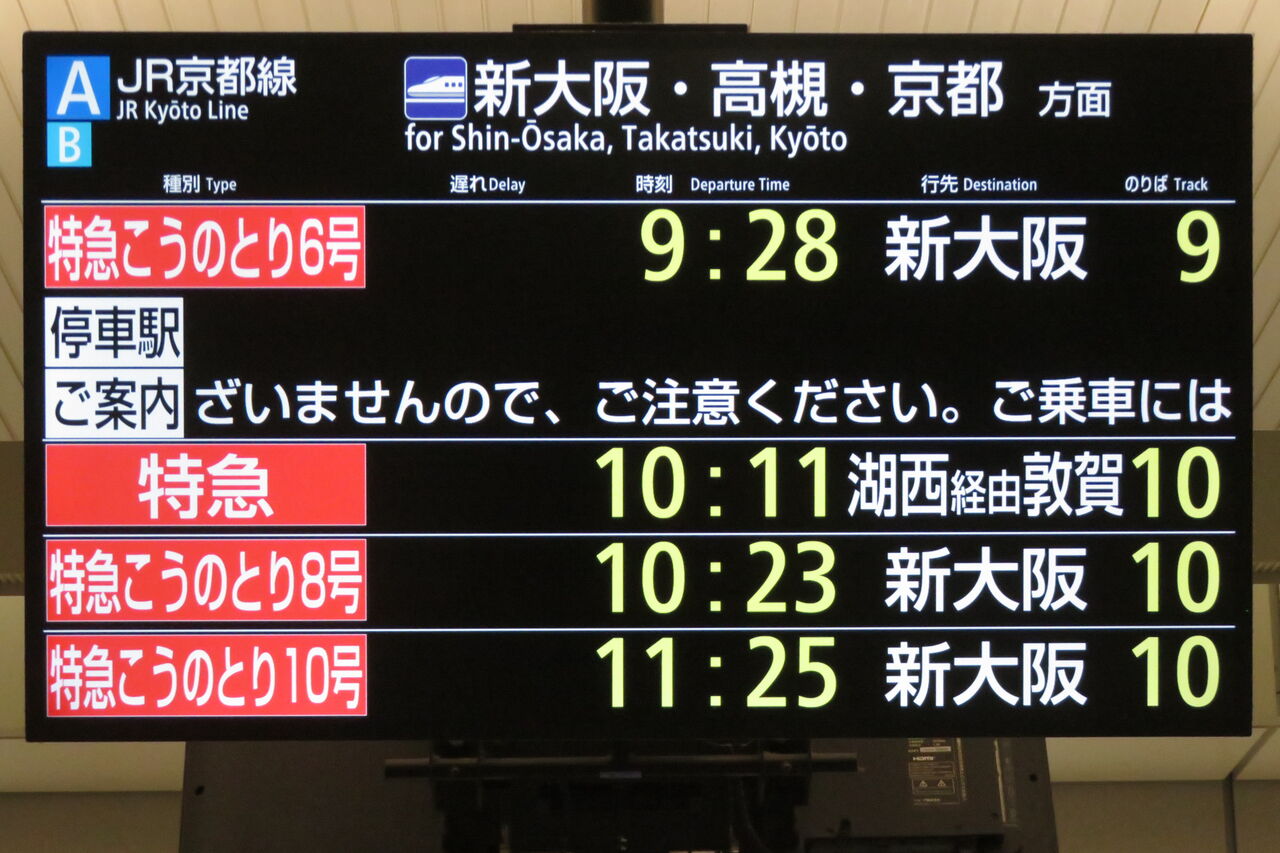 A JR京都線 新大阪・高槻・京都 方面
B JR Kyōto Line for Shin-Ōsaka, Takatsuki, Kyōto
種別 Type 遅れ Delay 時刻 Departure Time 行先 Destination のりば Track
特急こうのとり6号 9:28 新大阪 9
停車駅
ご案内 ざいませんので、ご注意ください。ご乗車には
特急 10:11 湖西経由敦賀 10
特急こうのとり8号 10:23 新大阪 10
特急こうのとり10号 11:25 新大阪 10
HDMI